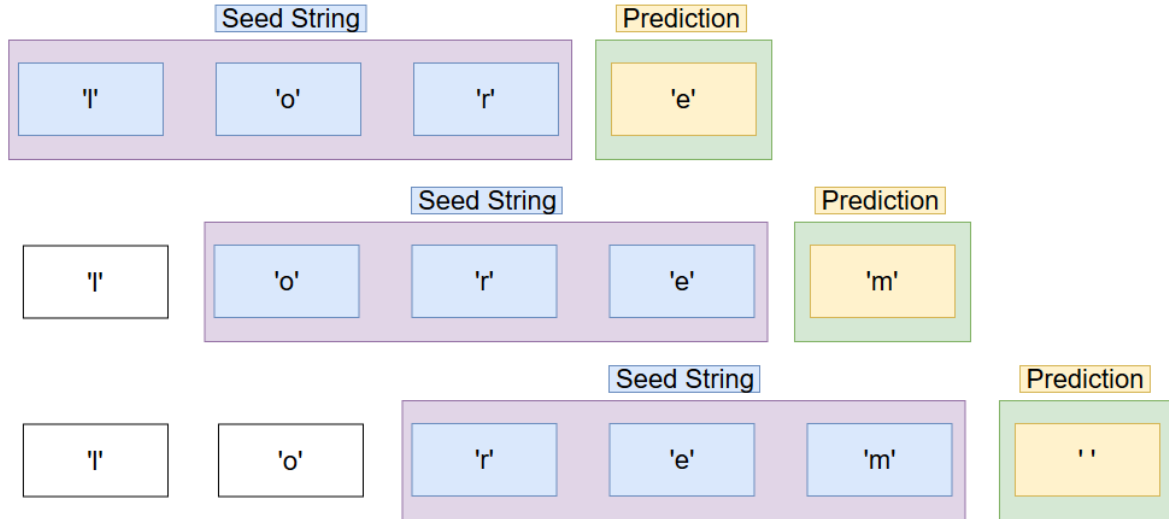 Seed String Prediction
'l' 'o' 'r' 'e'
Seed String Prediction
'l' 'o' 'r' 'e' 'm'
Seed String Prediction
'l' 'o' 'r' 'e' 'm' ' '